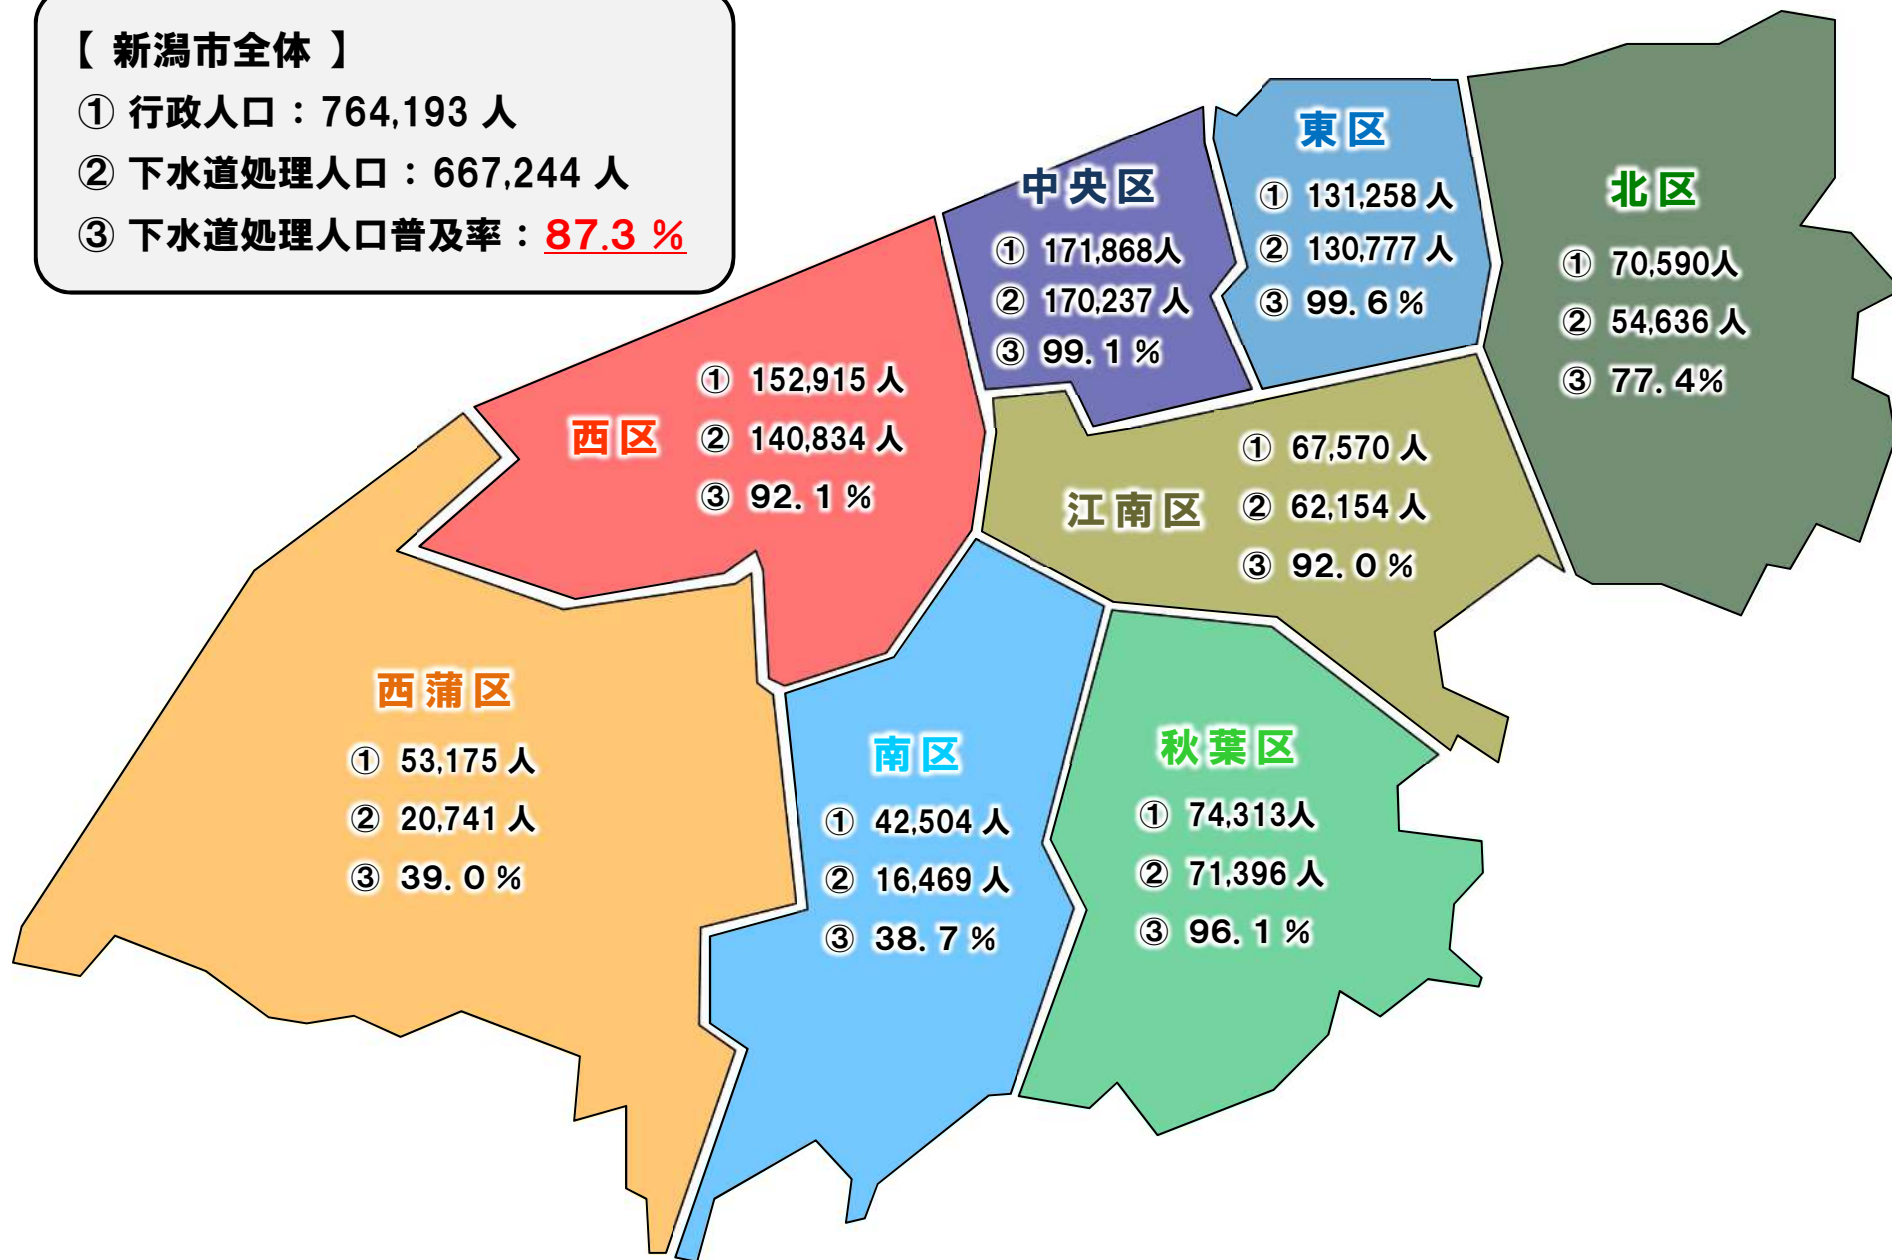 【 新潟市全体 】
① 行政人口 : 764,193 人
② 下水道処理人口 : 667,244 人
③ 下水道処理人口普及率 : 87.3 %
東区
① 131,258 人
② 130,777 人
③ 99.6 %
中央区
① 171,868人
② 170,237 人
③ 99.1 %
北区
① 70,590人
② 54,636 人
③ 77.4%
西区
① 152,915 人
② 140,834 人
③ 92.1 %
江南区
① 67,570 人
② 62,154 人
③ 92.0 %
西蒲区
① 53,175 人
② 20,741 人
③ 39.0 %
南区
① 42,504 人
② 16,469 人
③ 38.7 %
秋葉区
① 74,313人
② 71,396 人
③ 96.1 %